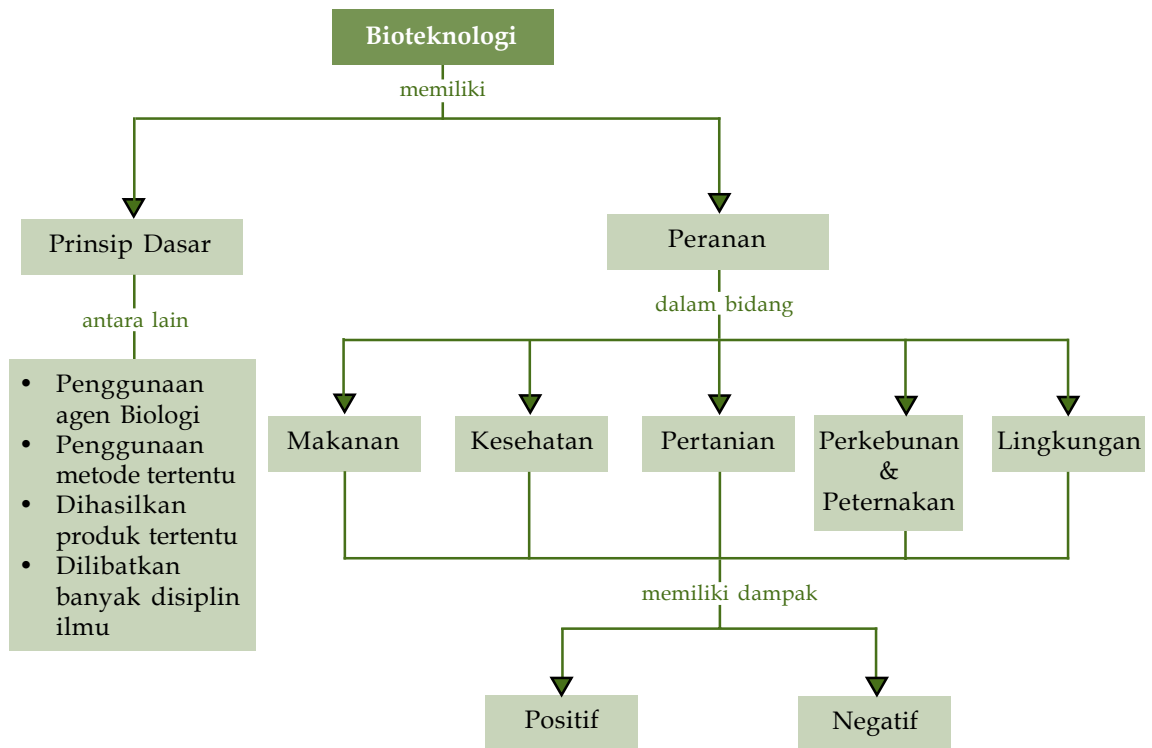 Bioteknologi
memiliki
Prinsip Dasar
Peranan
antara lain
dalam bidang
• Penggunaan
agen Biologi
• Penggunaan
metode tertentu
• Dihasilkan
produk tertentu
• Dilibatkan
banyak disiplin
ilmu
Makanan
Kesehatan
Pertanian
Perkebunan
&
Peternakan
Lingkungan
memiliki dampak
Positif
Negatif